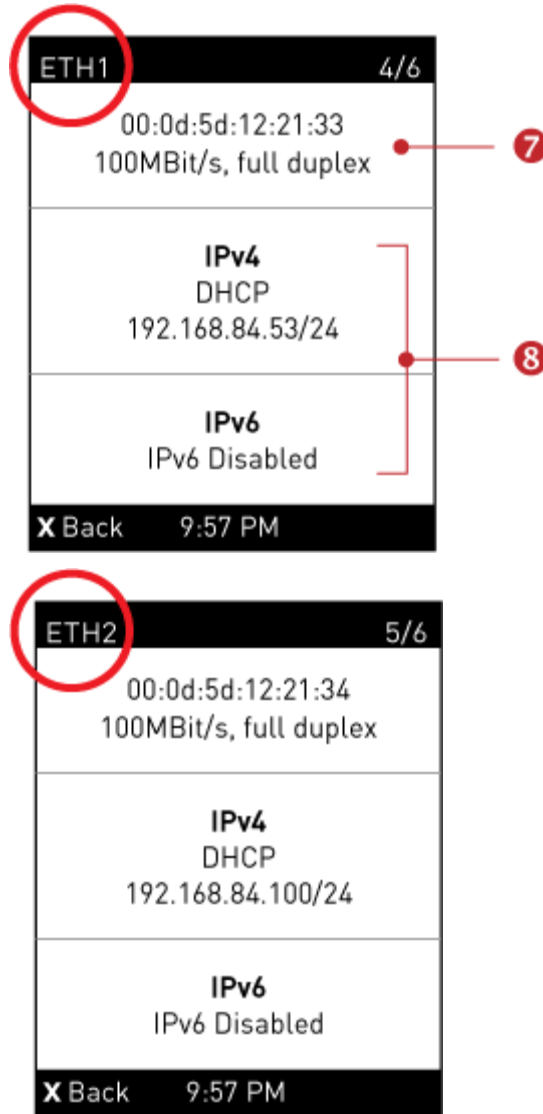 ETH1 4/6
00:0d:5d:12:21:33
100MBit/s, full duplex
7
IPv4
DHCP
192.168.84.53/24
8
IPv6
IPv6 Disabled
X Back 9:57 PM
ETH2 5/6
00:0d:5d:12:21:34
100MBit/s, full duplex
IPv4
DHCP
192.168.84.100/24
IPv6
IPv6 Disabled
X Back 9:57 PM